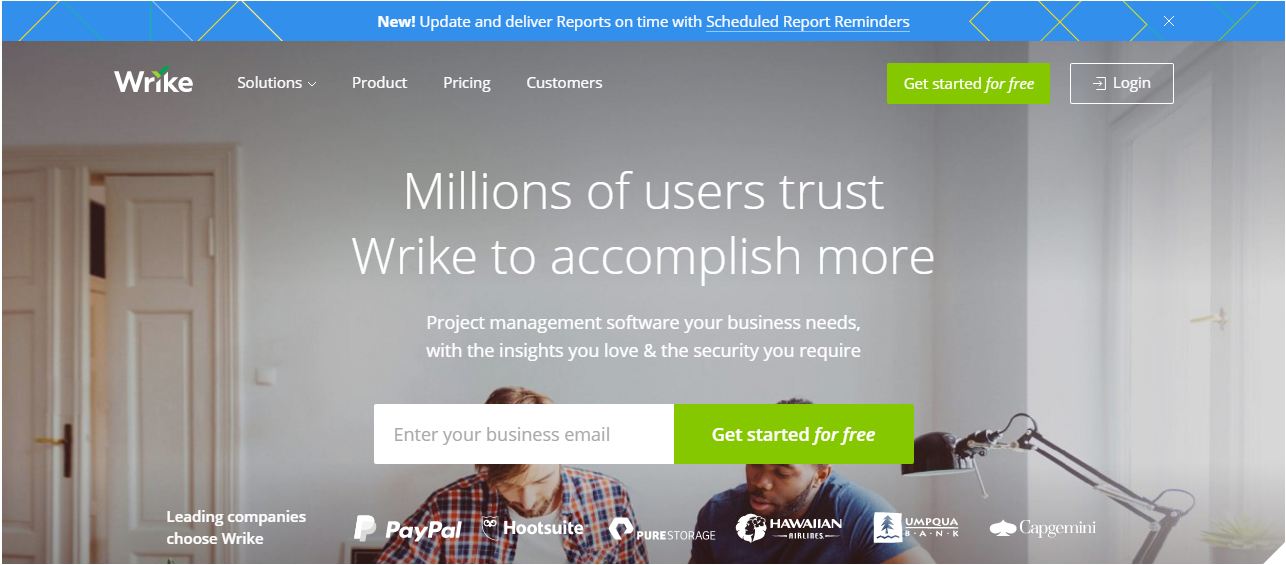 New! Update and deliver Reports on time with Scheduled Report Reminders
Wrike
Solutions
Product
Pricing
Customers
Get started for free
Login
Millions of users trust
Wrike to accomplish more
Project management software your business needs,
with the insights you love & the security you require
Enter your business email
Get started for free
Leading companies
choose Wrike
PayPal
Hootsuite
PURESTORAGE
HAWAIIAN
AIRLINES
UMPQUA
B·A·N·K
Capgemini